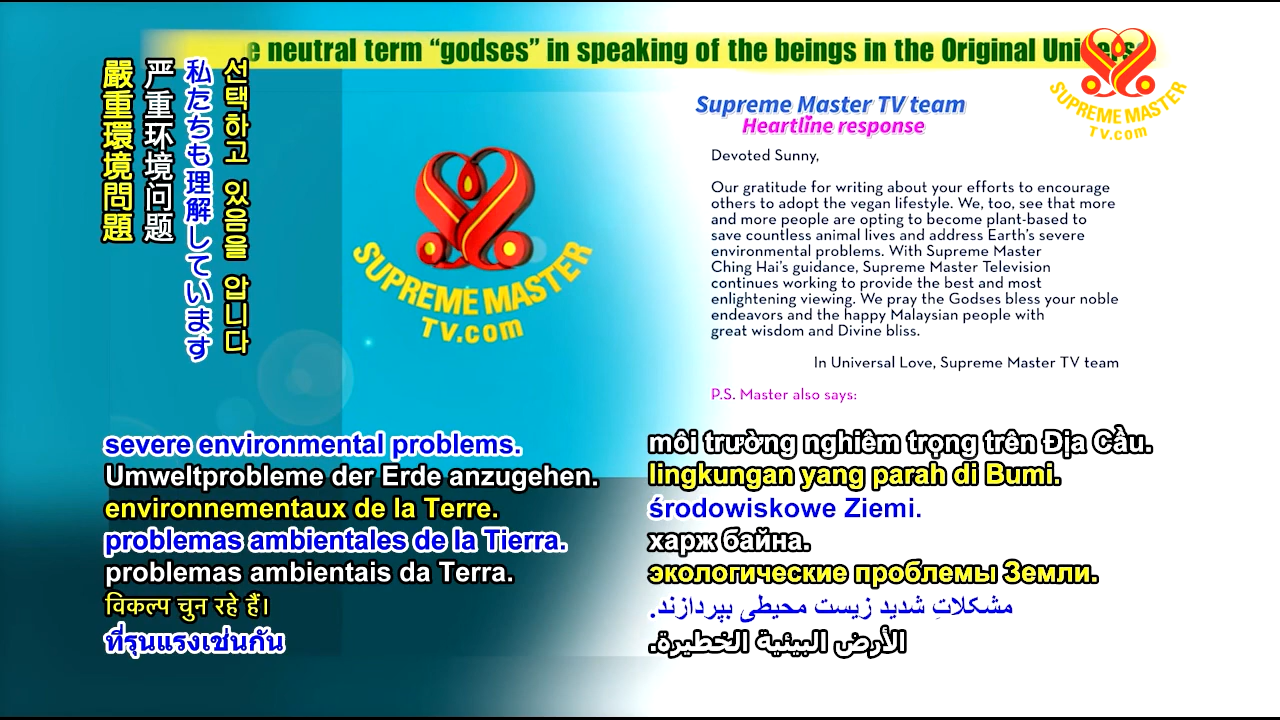 e neutral term “godses” in speaking of the beings in the Original Univers
SUPREME MASTER
TV.com
嚴重環境問題
严重环境问题
私たちも理解しています
선택하고 있음을 압니다
SUPREME MASTER
TV.com
Supreme Master TV team
Heartline response
Devoted Sunny,
Our gratitude for writing about your efforts to encourage
others to adopt the vegan lifestyle. We, too, see that more
and more people are opting to become plant-based to
save countless animal lives and address Earth’s severe
environmental problems. With Supreme Master
Ching Hai’s guidance, Supreme Master Television
continues working to provide the best and most
enlightening viewing. We pray the Godses bless your noble
endeavors and the happy Malaysian people with
great wisdom and Divine bliss.
In Universal Love, Supreme Master TV team
P.S. Master also says:
severe environmental problems.
Umweltprobleme der Erde anzugehen.
environnementaux de la Terre.
problemas ambientales de la Tierra.
problemas ambientais da Terra.
विकल्प चुन रहे हैं।
ที่รุนแรงเช่นกัน
môi trường nghiêm trọng trên Địa Cầu.
lingkungan yang parah di Bumi.
środowiskowe Ziemi.
харж байна.
экологические проблемы Земли.
مشکلاتِ شدید زیست محیطی بپردازند.
الأرض البيئية الخطيرة.